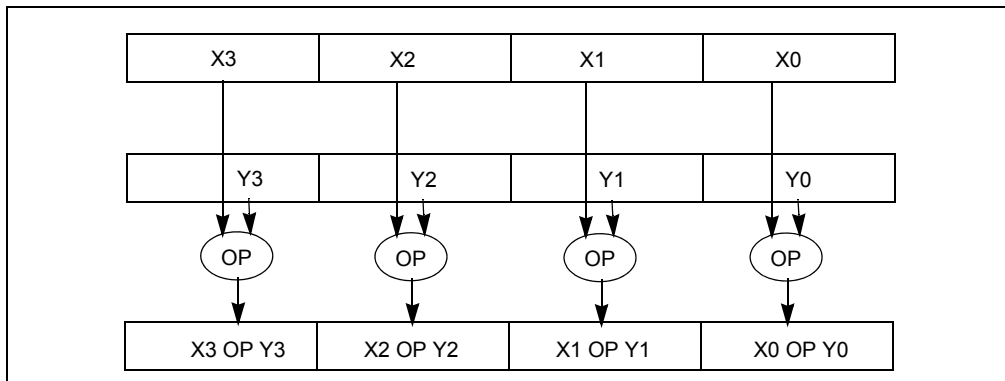 X3 X2 X1 X0
Y3 Y2 Y1 Y0
OP OP OP OP
X3 OP Y3 X2 OP Y2 X1 OP Y1 X0 OP Y0